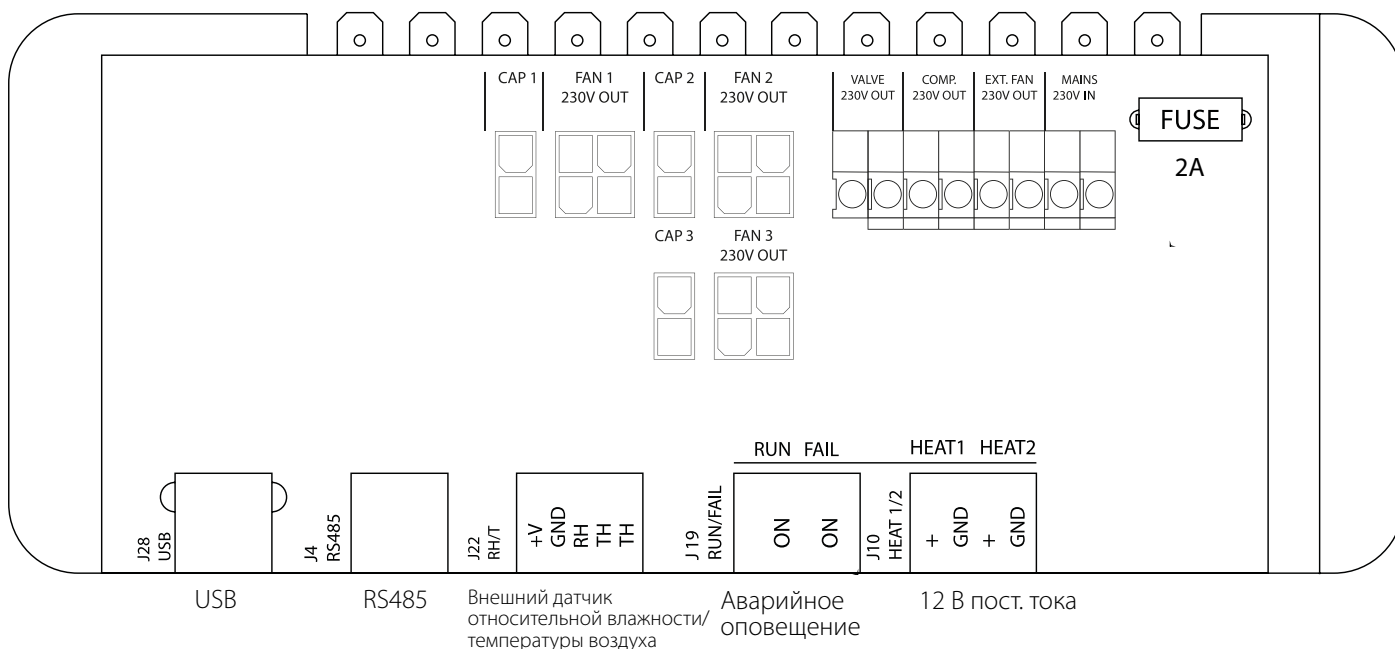 CAP 1
FAN 1
230V OUT
CAP 2
FAN 2
230V OUT
VALVE
230V OUT
COMP.
230V OUT
EXT. FAN
230V OUT
MAINS
230V IN
FUSE
2A
CAP 3
FAN 3
230V OUT
RUN FAIL
HEAT1 HEAT2
J28
USB
J4
RS485
J22
RH/T
+V
GND
RH
TH
TH
J19
RUN/FAIL
ON
ON
J10
HEAT 1/2
+
GND
+
GND
USB
RS485
Внешний датчик
относительной влажности/
температуры воздуха
Аварийное
оповещение
12 В пост. тока